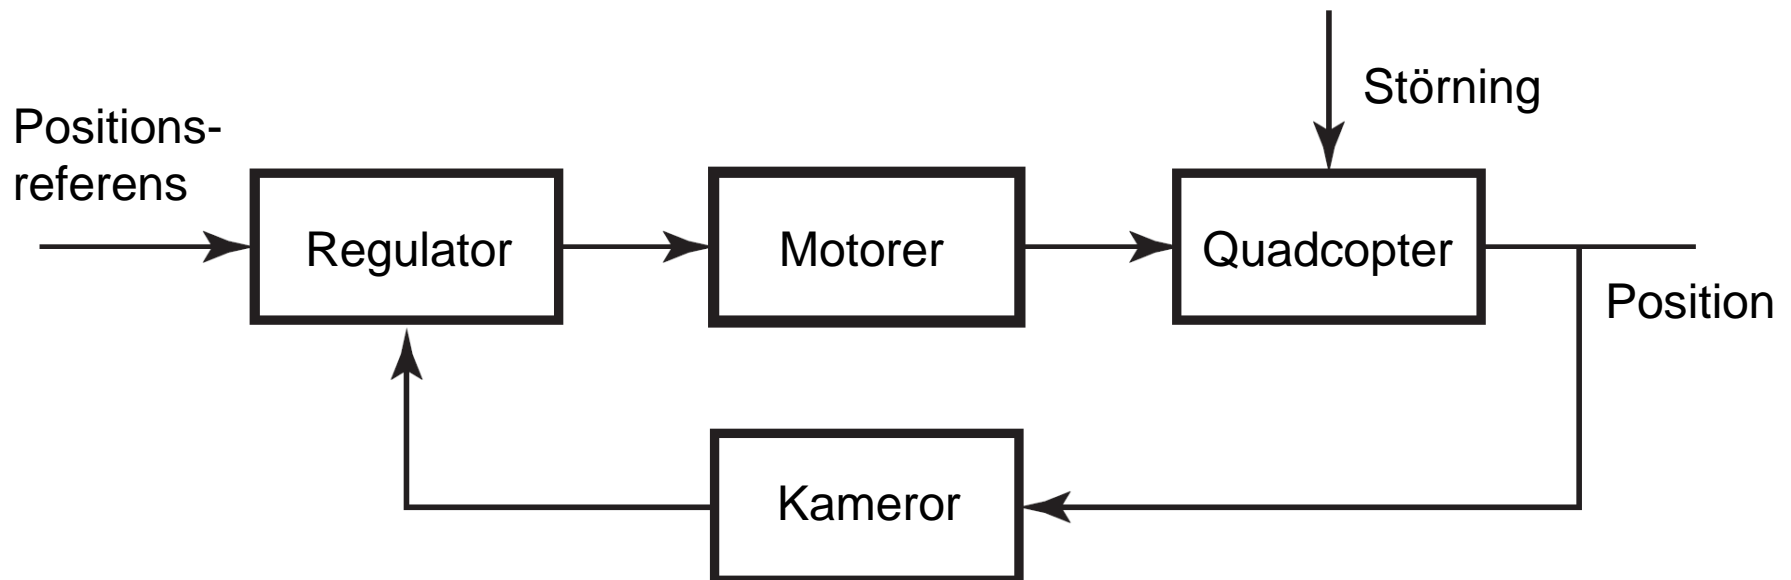 Störning
Positions-
referens
Regulator
Motorer
Quadcopter
Position
Kameror